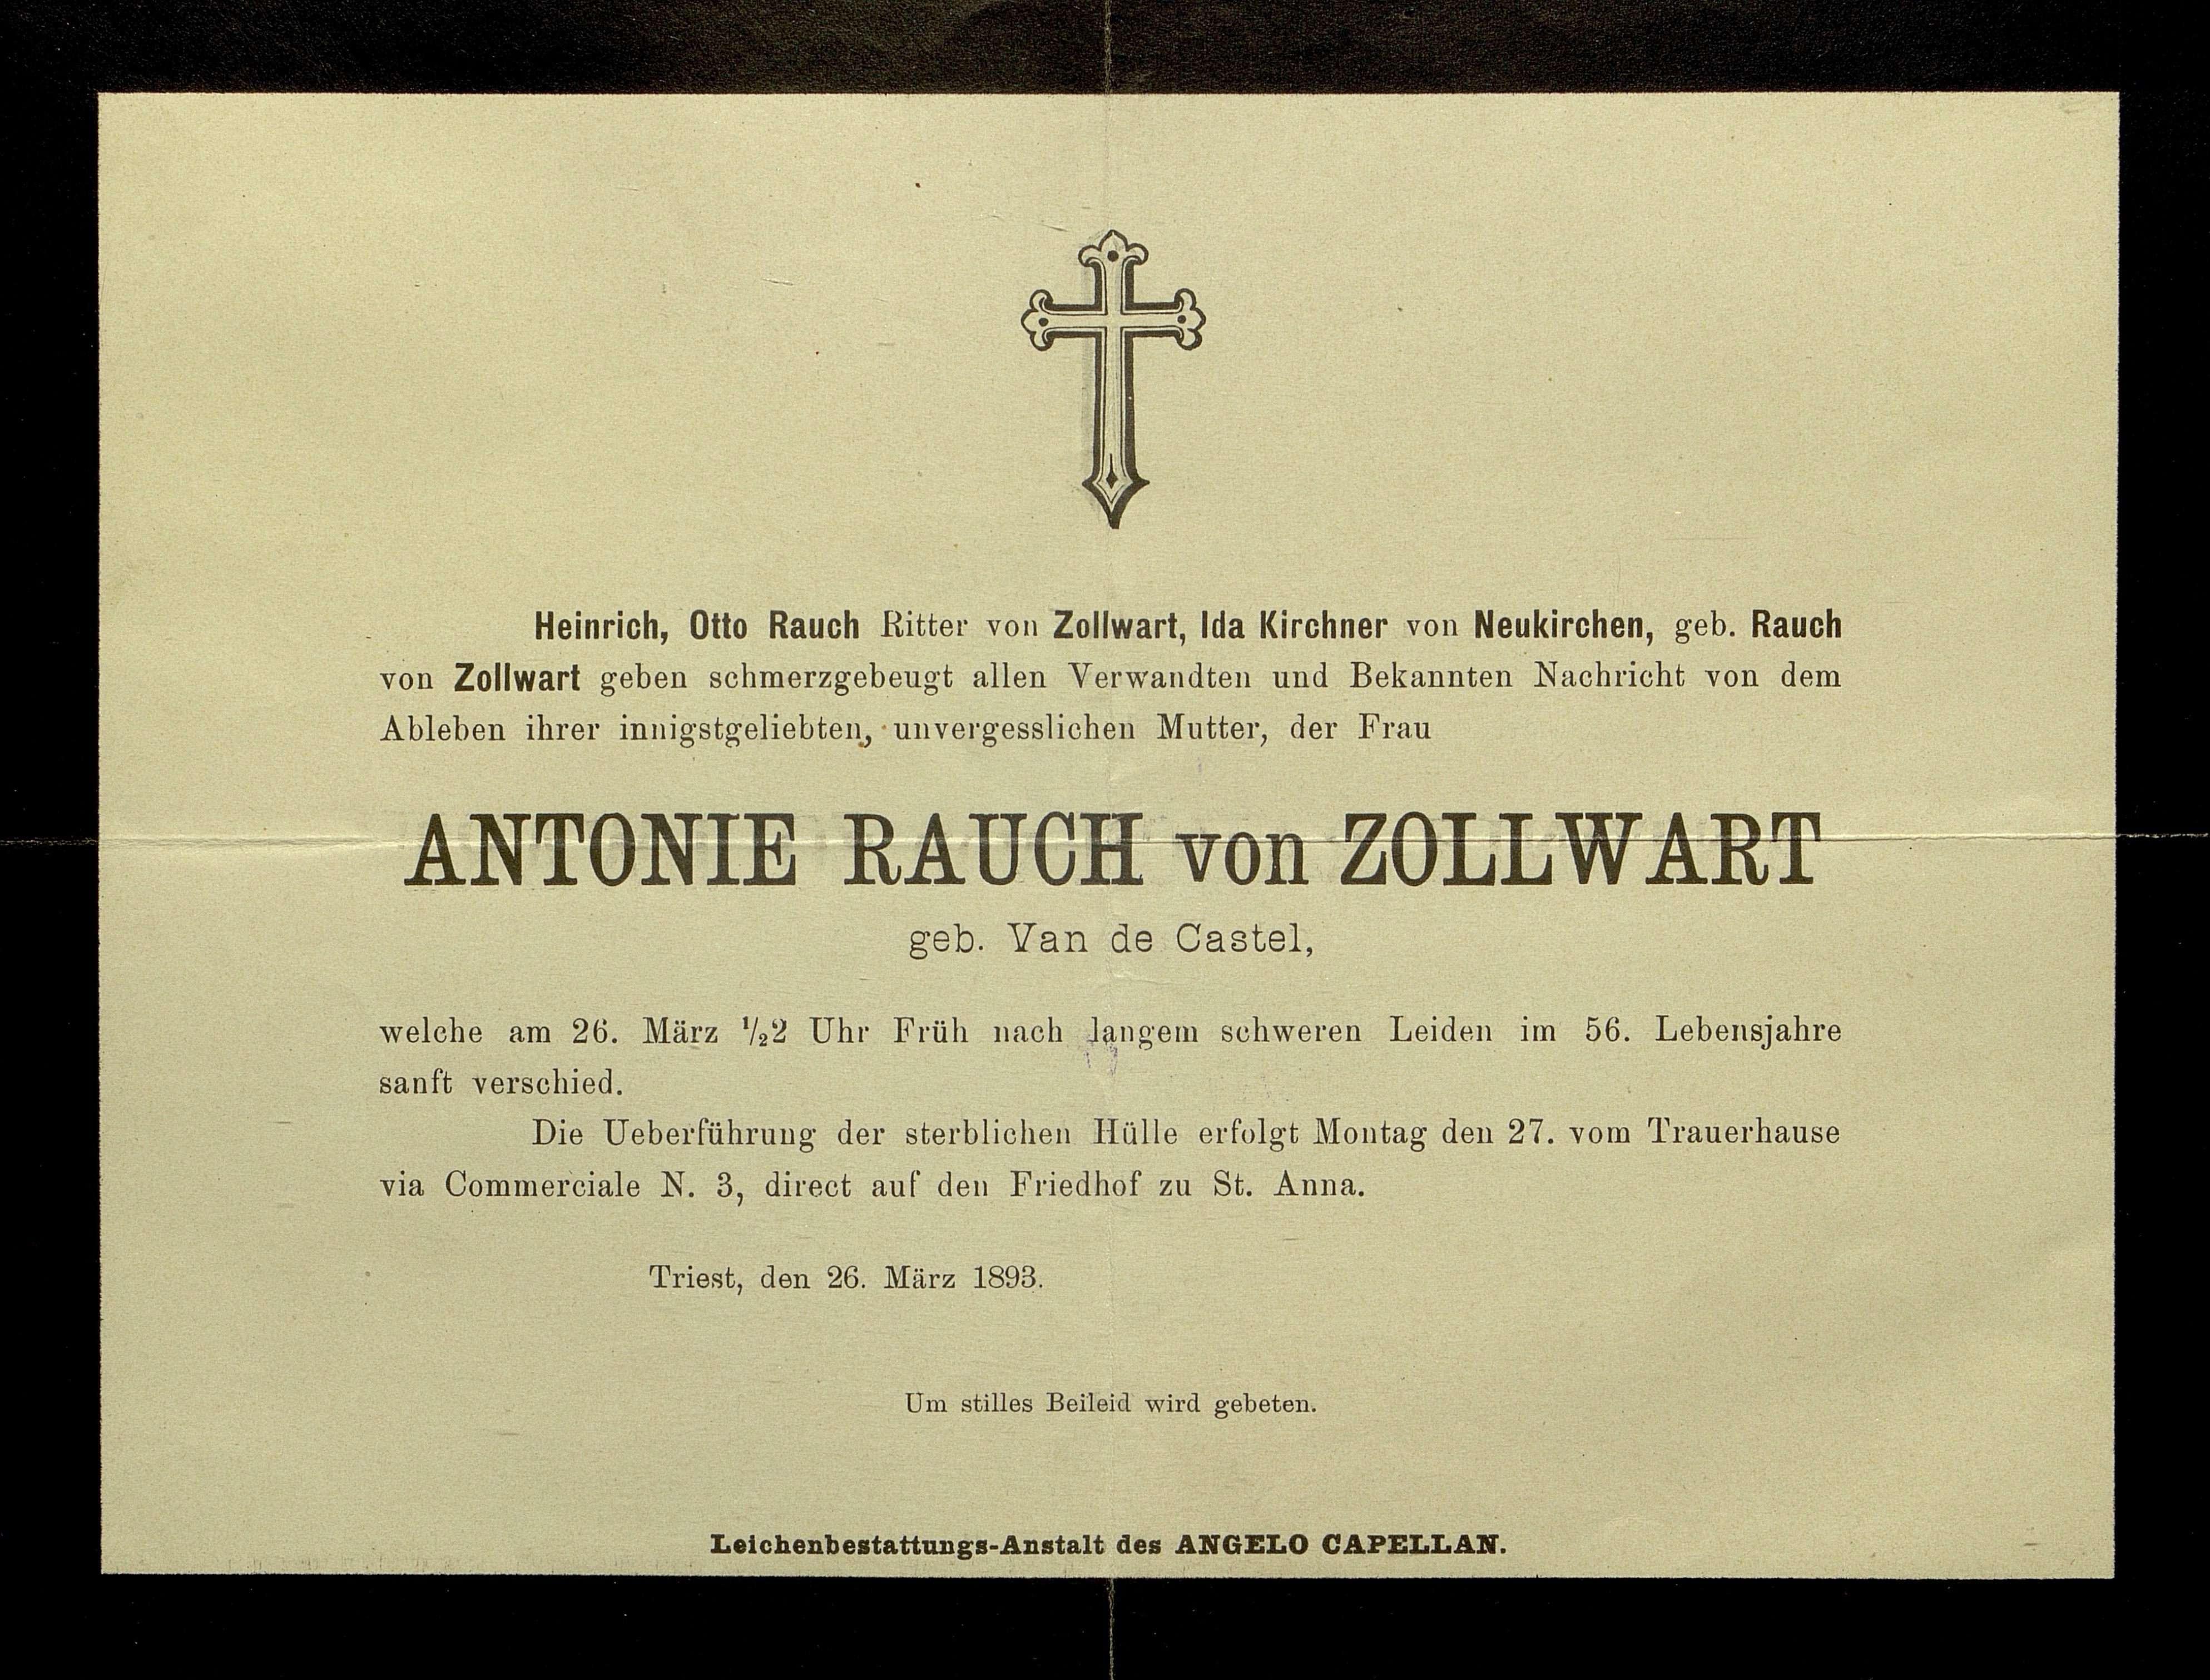 Heinrich, Otto Rauch Ritter von Zollwart, Ida Kirchner von Neukirchen, geb. Rauch
von Zollwart geben schmerzgebeugt allen Verwandten und Bekannten Nachricht von dem
Ableben ihrer innigstgeliebten, unvergesslichen Mutter, der Frau
ANTONIE RAUCH von ZOLLWART
geb. Van de Castel,
welche am 26. März ½2 Uhr Früh nach langem schweren Leiden im 56. Lebensjahre
sanft verschied.
Die Ueberführung der sterblichen Hülle erfolgt Montag den 27. vom Trauerhause
via Commerciale N. 3, direct auf den Friedhof zu St. Anna.
Triest, den 26. März 1893.
Um stilles Beileid wird gebeten.
Leichenbestattungs-Anstalt des ANGELO CAPELLAN.